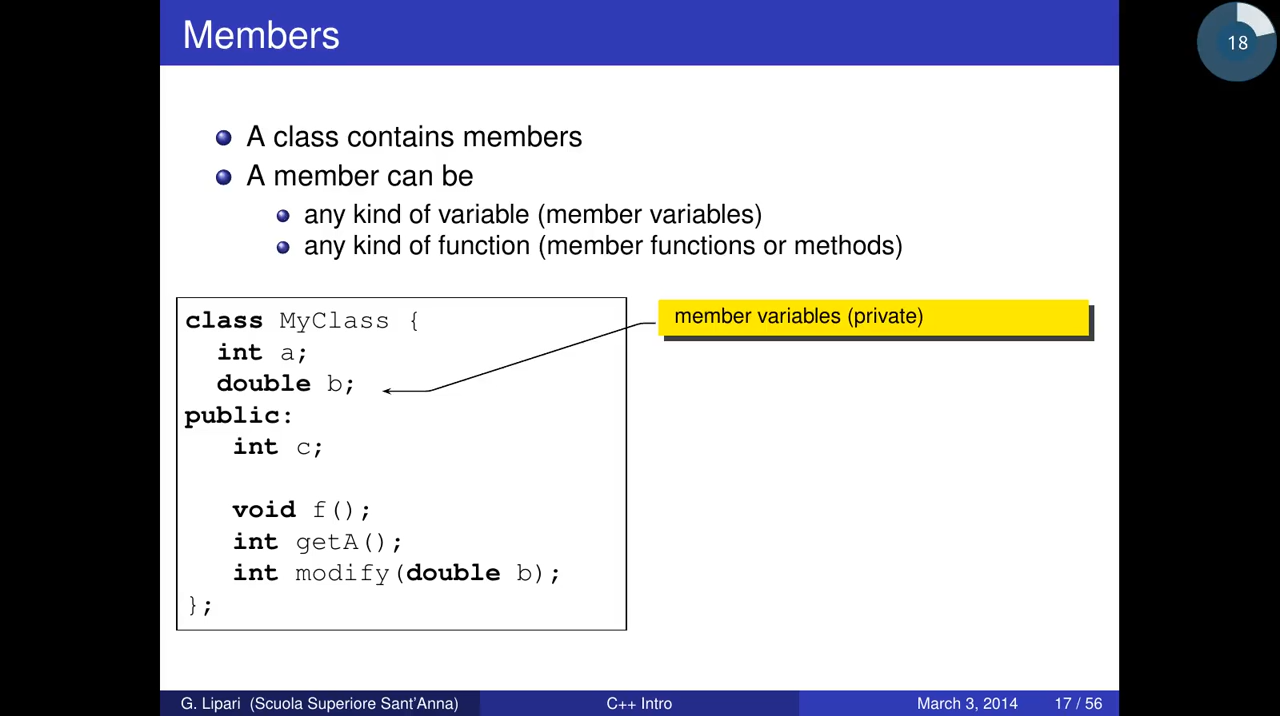 Members
18
A class contains members
A member can be
any kind of variable (member variables)
any kind of function (member functions or methods)
class MyClass {
int a;
double b;
public:
int c;
void f();
int getA();
int modify(double b);
};
member variables (private)
G. Lipari (Scuola Superiore Sant'Anna)
C++ Intro
March 3, 2014
17 / 56